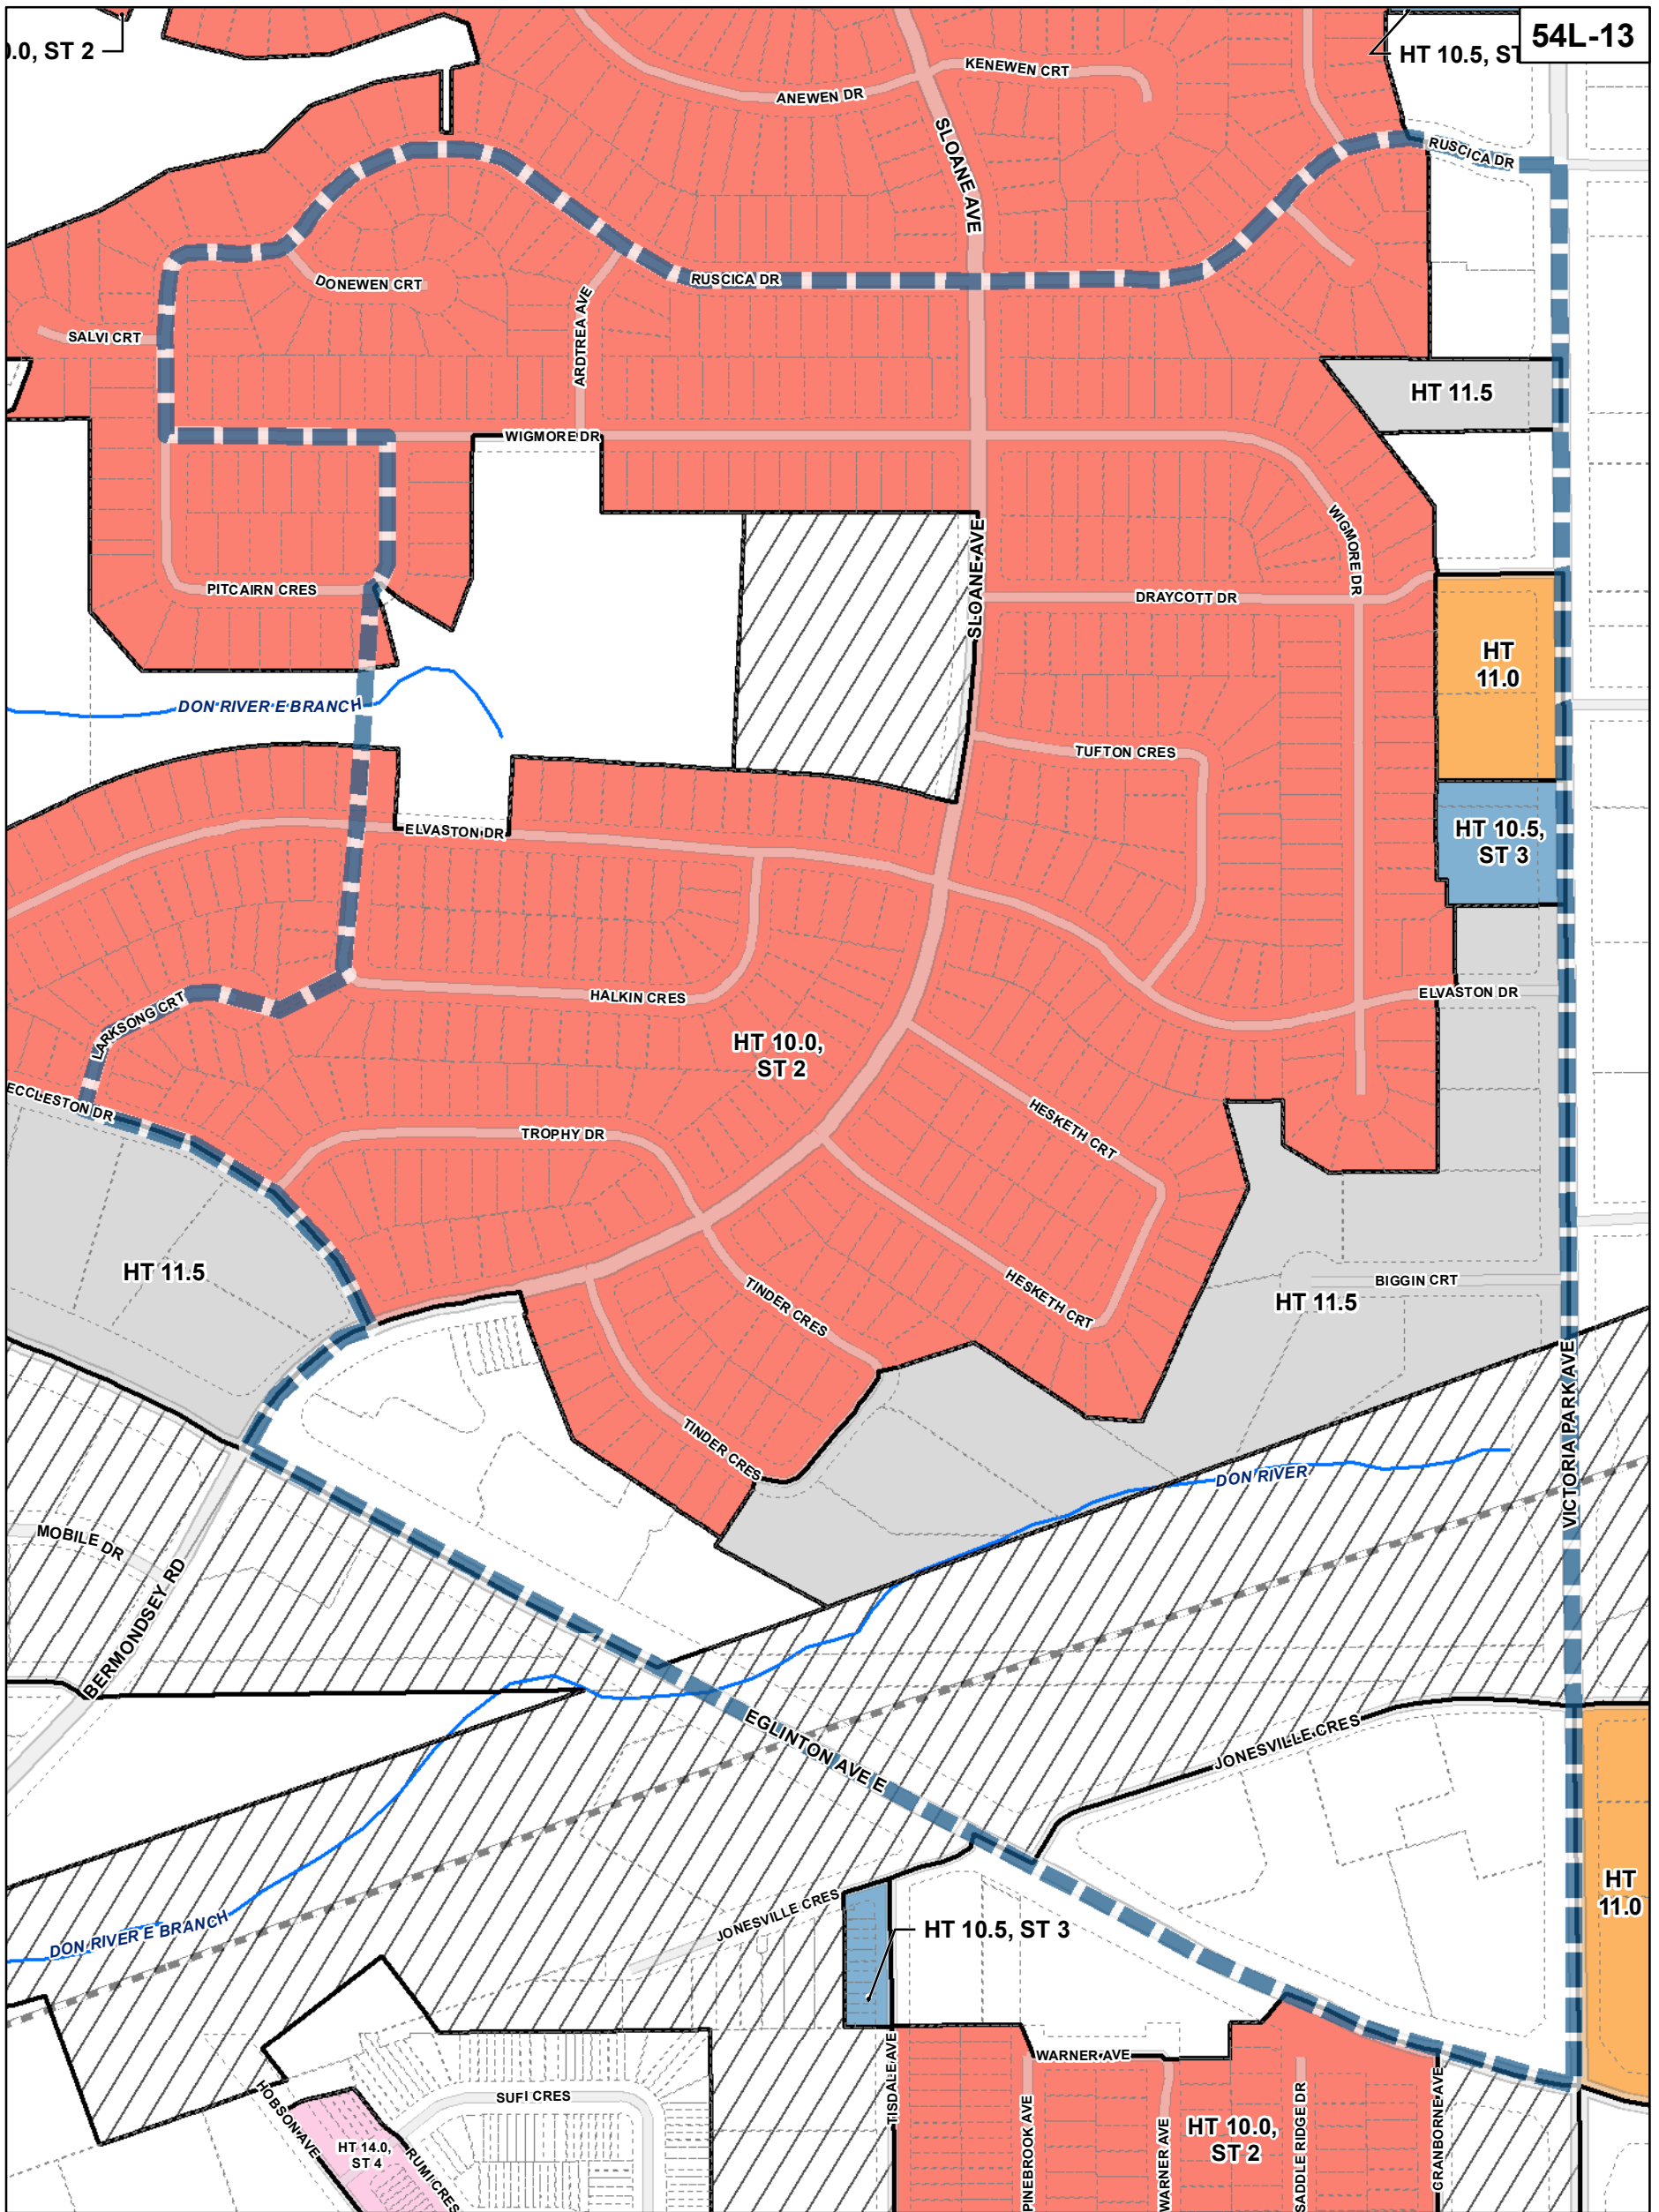 54L-13
0.0, ST 2
HT 10.5, ST
KENEWEN CRT
ANEWEN DR
SLOANE AVE
RUSCICA DR
DONEWEN CRT
RUSCICA DR
SALVI CRT
ARDTREA AVE
HT 11.5
WIGMORE DR
WIGMORE DR
SLOANE AVE
PITCAIRN CRES
DRAYCOTT DR
HT
11.0
DON RIVER E BRANCH
TUFTON CRES
ELVASTON DR
HT 10.5,
ST 3
HALKIN CRES
ELVASTON DR
LARKSONG CRT
HT 10.0,
ST 2
ECCLESTON DR
HESKETH CRT
TROPHY DR
HT 11.5
BIGGIN CRT
HT 11.5
HESKETH CRT
TINDER CRES
VICTORIA PARK AVE
TINDER CRES
DON RIVER
MOBILE DR
BERMONDSEY RD
EGLINTON AVE E
JONESVILLE CRES
HT
11.0
JONESVILLE CRES
HT 10.5, ST 3
DON RIVER E BRANCH
WARNER AVE
TISDALE AVE
SUFI CRES
HOBSON AVE
PINEBROOK AVE
WARNER AVE
HT 10.0,
ST 2
SADDLE RIDGE DR
CRANBORNE AVE
HT 14.0,
ST 4
RUMI CRES